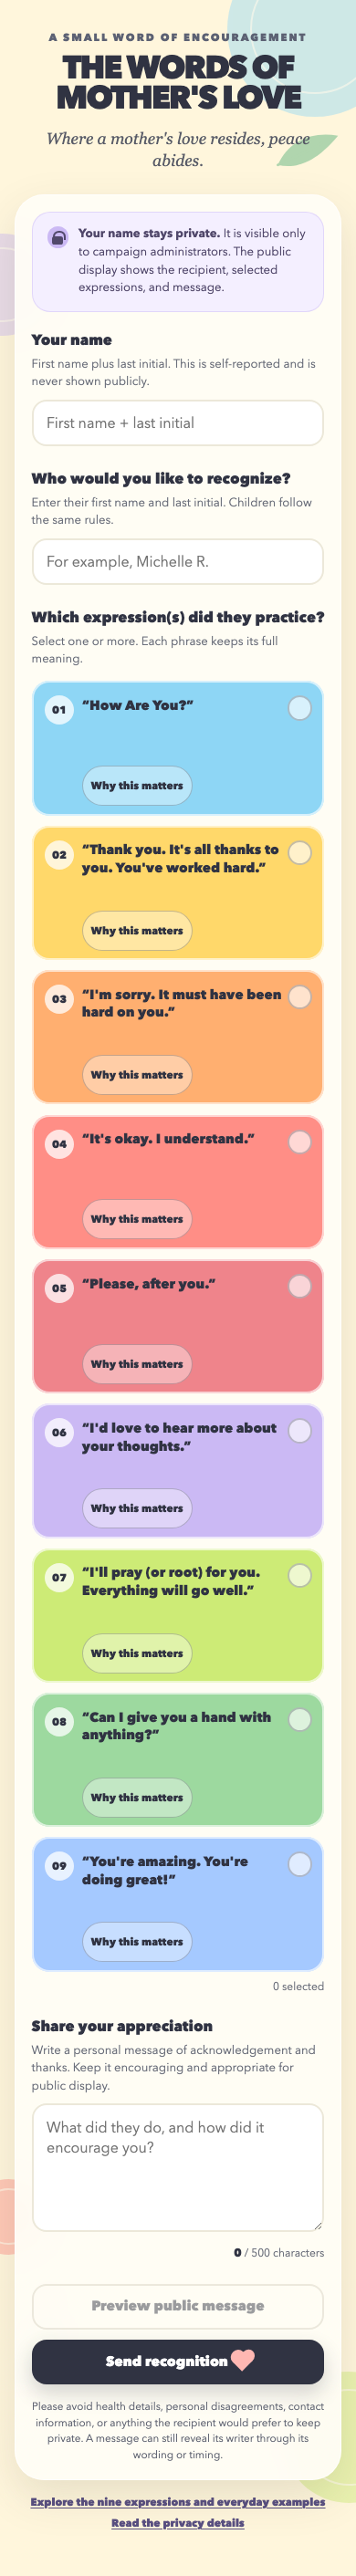 A SMALL WORD OF ENCOURAGEMENT
THE WORDS OF
MOTHER'S LOVE
Where a mother's love resides, peace
abides.
Your name stays private. It is visible only
to campaign administrators. The public
display shows the recipient, selected
expressions, and message.
Your name
First name plus last initial. This is self-reported and is
never shown publicly.
First name + last initial
Who would you like to recognize?
Enter their first name and last initial. Children follow
the same rules.
For example, Michelle R.
Which expression(s) did they practice?
Select one or more. Each phrase keeps its full
meaning.
01 “How Are You?”
Why this matters
02 “Thank you. It's all thanks to
you. You've worked hard.”
Why this matters
03 “I'm sorry. It must have been
hard on you.”
Why this matters
04 “It's okay. I understand.”
Why this matters
05 “Please, after you.”
Why this matters
06 “I'd love to hear more about
your thoughts.”
Why this matters
07 “I'll pray (or root) for you.
Everything will go well.”
Why this matters
08 “Can I give you a hand with
anything?”
Why this matters
09 “You're amazing. You're
doing great!”
Why this matters
0 selected
Share your appreciation
Write a personal message of acknowledgement and
thanks. Keep it encouraging and appropriate for
public display.
What did they do, and how did it
encourage you?
0 / 500 characters
Preview public message
Send recognition
Please avoid health details, personal disagreements, contact
information, or anything the recipient would prefer to keep
private. A message can still reveal its writer through its
wording or timing.
Explore the nine expressions and everyday examples
Read the privacy details